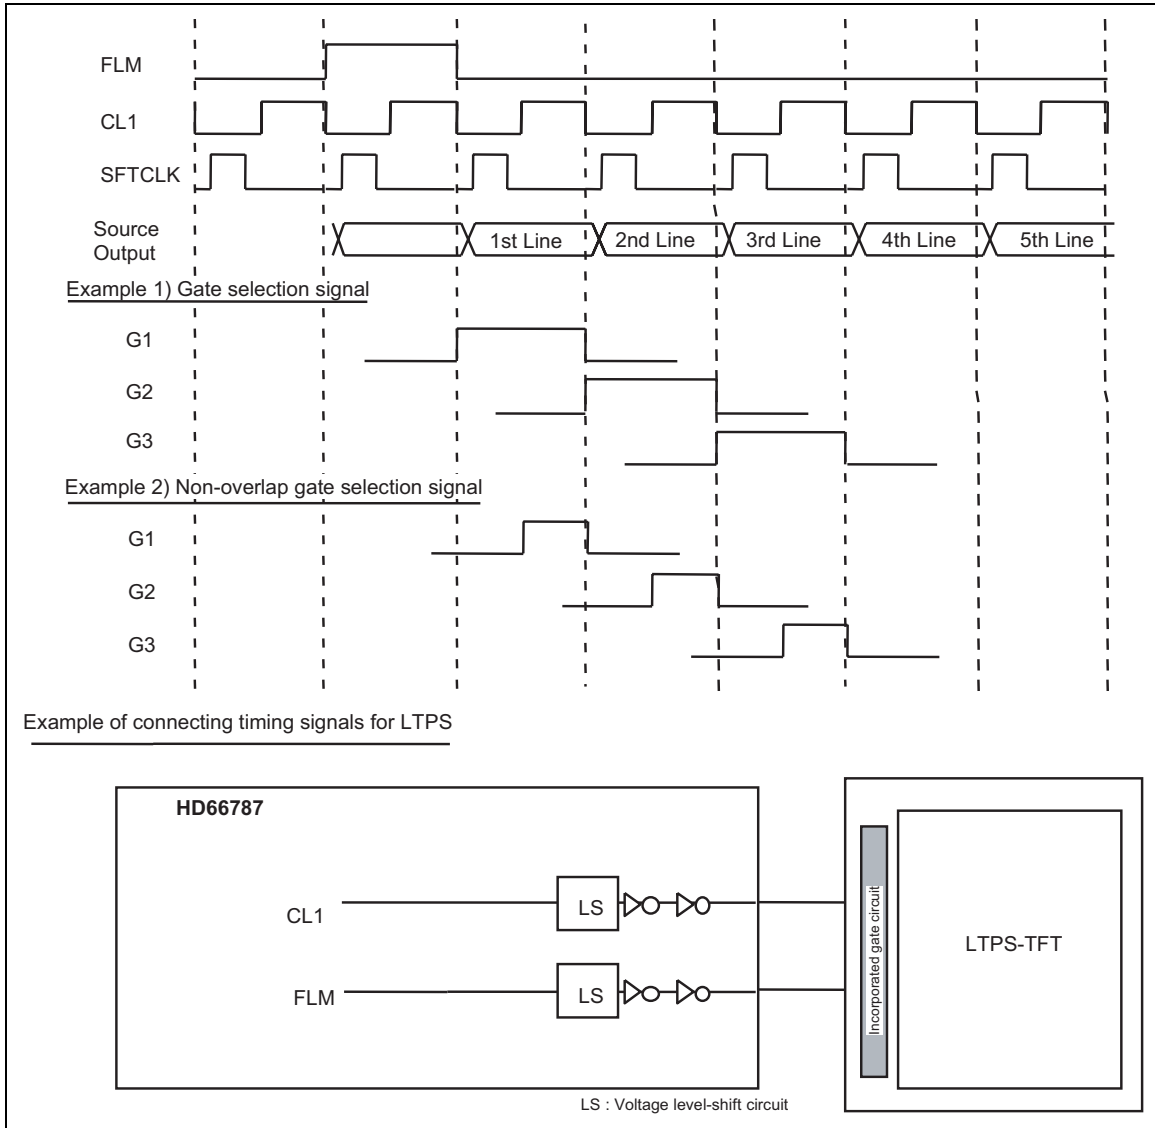 FLM
CL1
SFTCLK
Source
Output
1st Line
2nd Line
3rd Line
4th Line
5th Line
Example 1) Gate selection signal
G1
G2
G3
Example 2) Non-overlap gate selection signal
G1
G2
G3
Example of connecting timing signals for LTPS
HD66787
CL1
LS
FLM
LS
Incorporated gate circuit
LTPS-TFT
LS : Voltage level-shift circuit